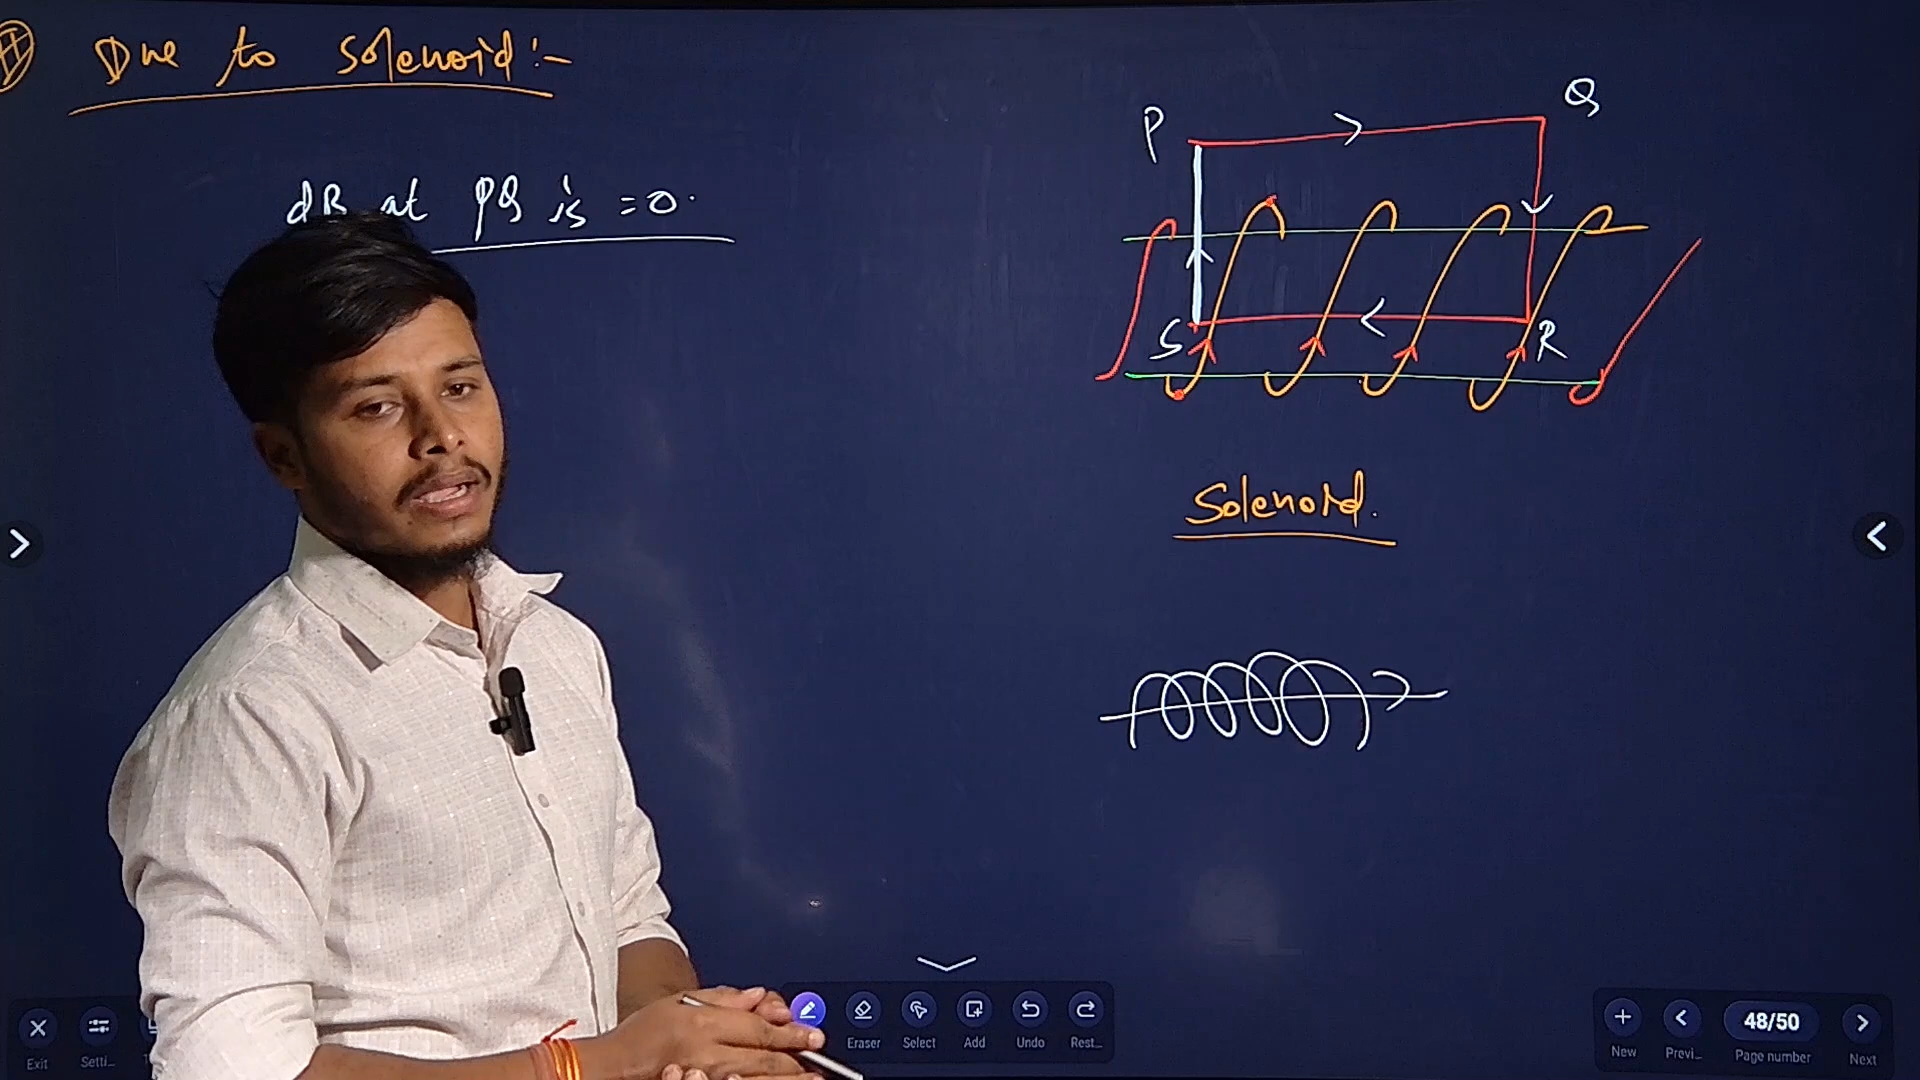 II Due to Solenoid :-
P
Q
dB at PQ is = 0.
S
R
Solenoid.
Exit
Setti...
Eraser
Select
Add
Undo
Rest...
New
Previ...
48/50
Page number
Next